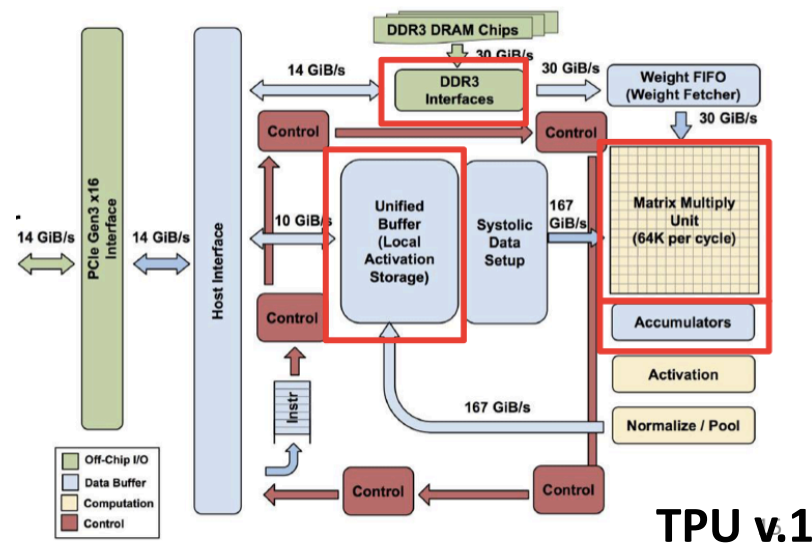 DDR3 DRAM Chips
30 GiB/s
14 GiB/s
DDR3
Interfaces
30 GiB/s
Weight FIFO
(Weight Fetcher)
30 GiB/s
Control
Control
PCIe Gen3 x16
Interface
14 GiB/s
14 GiB/s
Host Interface
10 GiB/s
Unified
Buffer
(Local
Activation
Storage)
Systolic
Data
Setup
167
GiB/s
Matrix Multiply
Unit
(64K per cycle)
Control
Accumulators
Activation
Instr
167 GiB/s
Normalize / Pool
Off-Chip I/O
Data Buffer
Computation
Control
Control
Control
TPU v.1